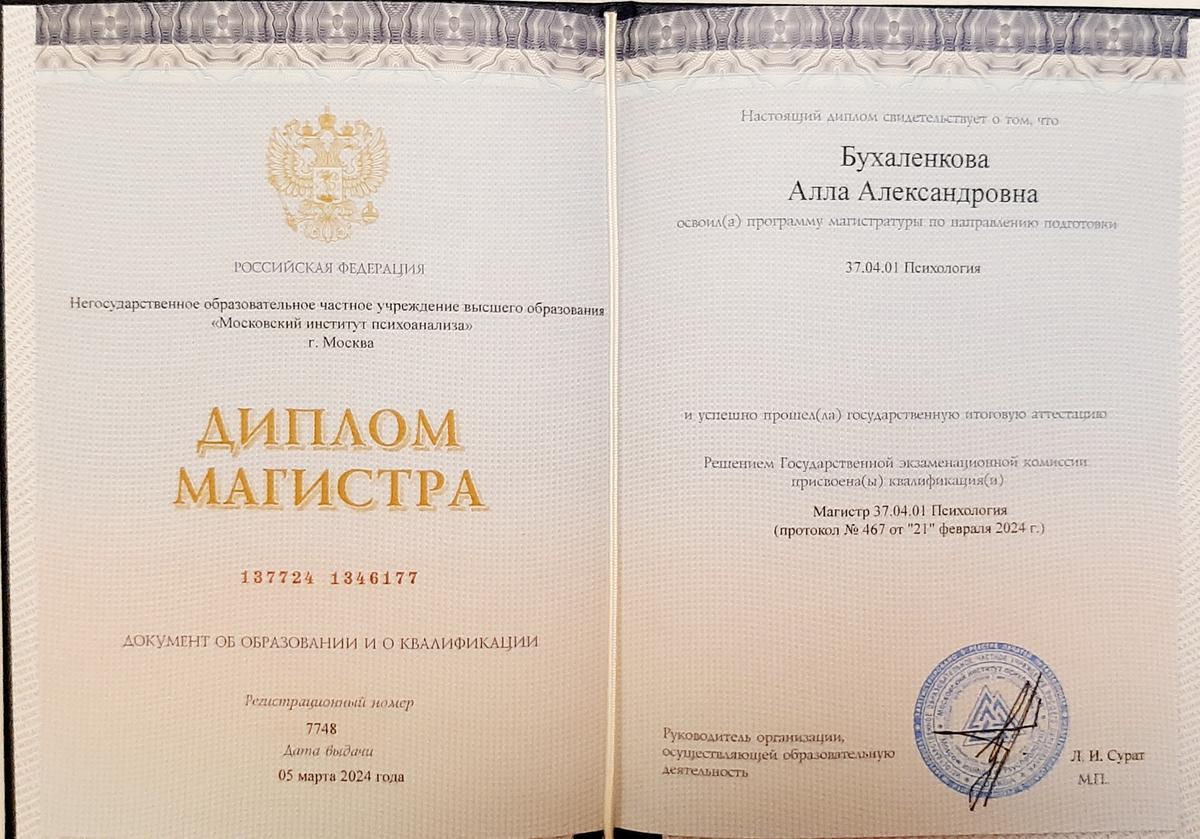 РОССИЙСКАЯ ФЕДЕРАЦИЯ
Негосударственное образовательное частное учреждение высшего образования
«Московский институт психоанализа»
г. Москва
ДИПЛОМ
МАГИСТРА
137724 1346177
ДОКУМЕНТ ОБ ОБРАЗОВАНИИ И О КВАЛИФИКАЦИИ
Регистрационный номер
7748
Дата выдачи
05 марта 2024 года
Настоящий диплом свидетельствует о том, что
Бухаленкова
Алла Александровна
освоил(а) программу магистратуры по направлению подготовки
37.04.01 Психология
и успешно прошел(ла) государственную итоговую аттестацию
Решением Государственной экзаменационной комиссии
присвоена(ы) квалификация(и)
Магистр 37.04.01 Психология
(протокол № 467 от "21" февраля 2024 г.)
Руководитель организации,
осуществляющей образовательную
деятельность
Л. И. Сурат
М.П.